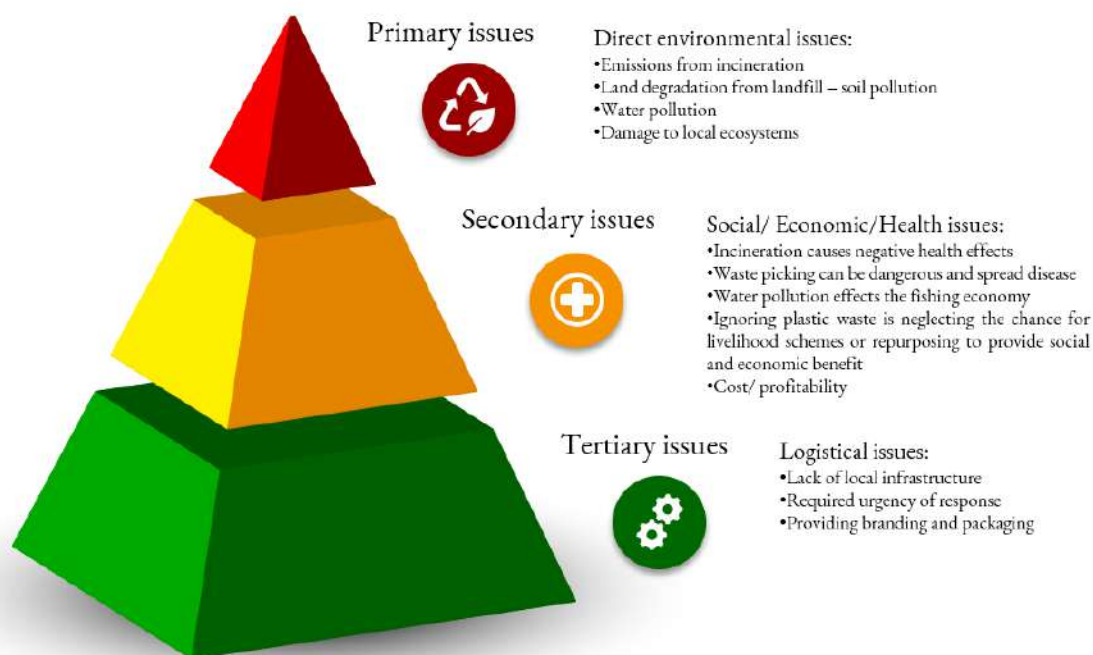 Primary issues
Direct environmental issues:
•Emissions from incineration
•Land degradation from landfill – soil pollution
•Water pollution
•Damage to local ecosystems
Secondary issues
Social/ Economic/Health issues:
•Incineration causes negative health effects
•Waste picking can be dangerous and spread disease
•Water pollution effects the fishing economy
•Ignoring plastic waste is neglecting the chance for
livelihood schemes or repurposing to provide social
and economic benefit
•Cost/ profitability
Tertiary issues
Logistical issues:
•Lack of local infrastructure
•Required urgency of response
•Providing branding and packaging